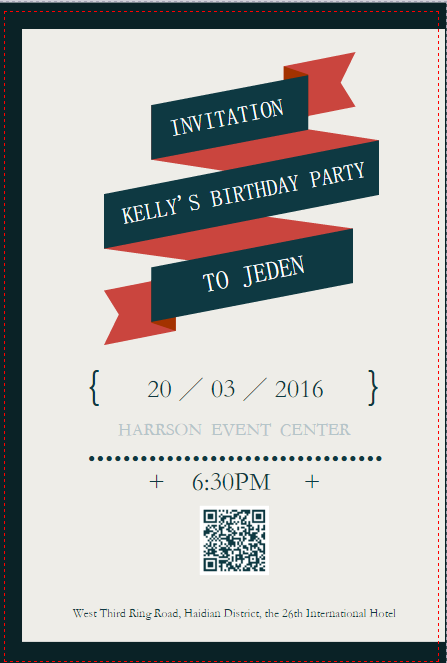 INVITATION
KELLY'S BIRTHDAY PARTY
TO JEDEN
{ 20 / 03 / 2016 }
HARRSON EVENT CENTER
+ 6:30PM +
West Third Ring Road, Haidian District, the 26th International Hotel